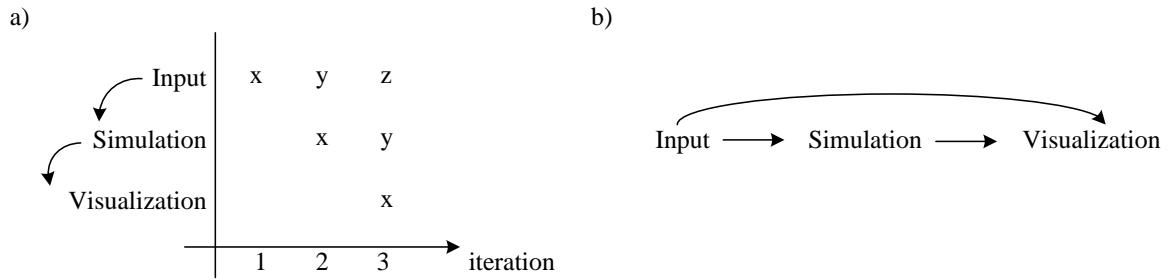 a)
Input x y z
Simulation x y
Visualization x
1 2 3 iteration
b)
Input Simulation Visualization